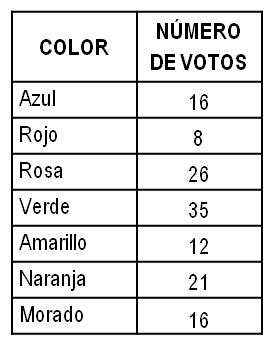 COLOR NÚMERO
DE VOTOS
Azul 16
Rojo 8
Rosa 26
Verde 35
Amarillo 12
Naranja 21
Morado 16